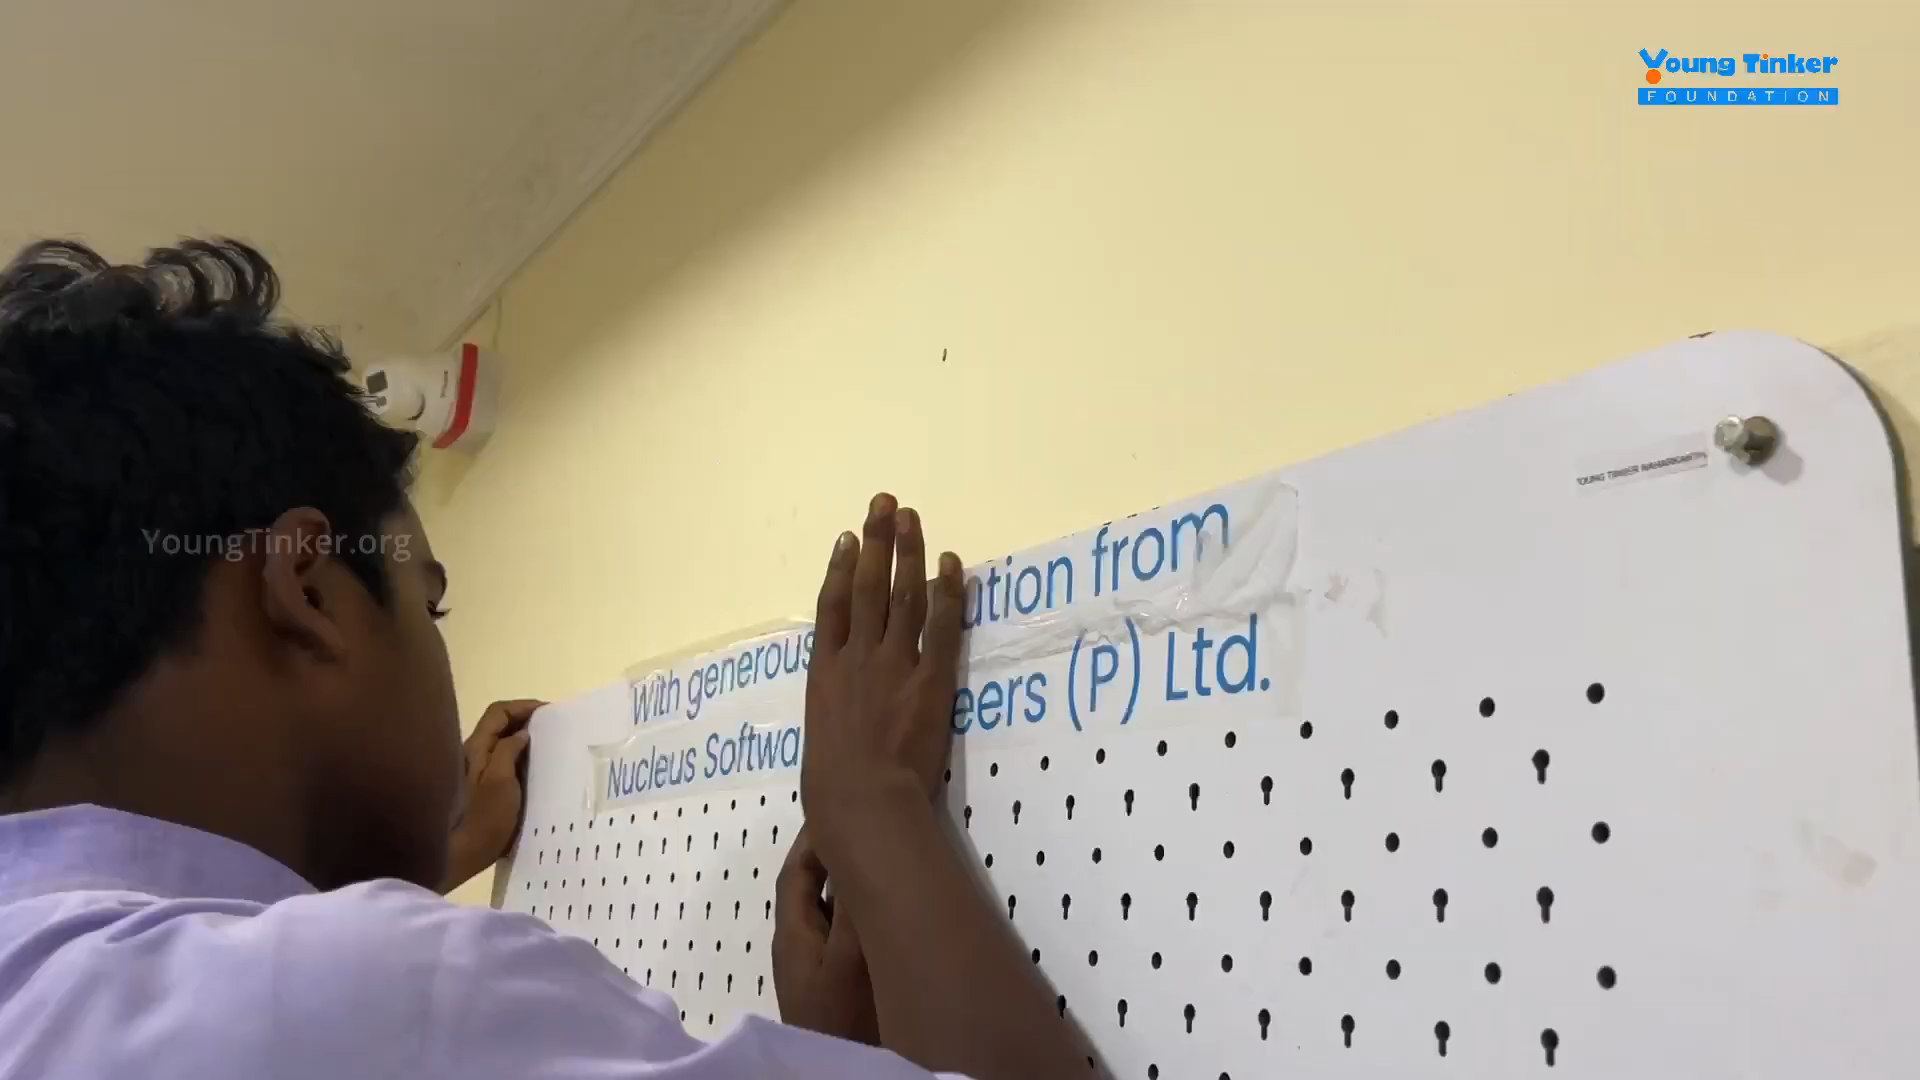 Young Tinker
FOUNDATION
YoungTinker.org
With generous ution from
Nucleus Softwa eers (P) Ltd.